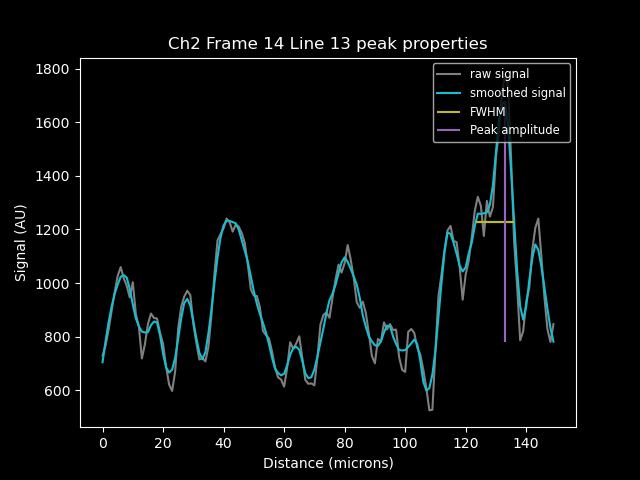 Ch2 Frame 14 Line 13 peak properties
raw signal
smoothed signal
FWHM
Peak amplitude
1800
1600
1400
1200
1000
800
600
Signal (AU)
0 20 40 60 80 100 120 140
Distance (microns)